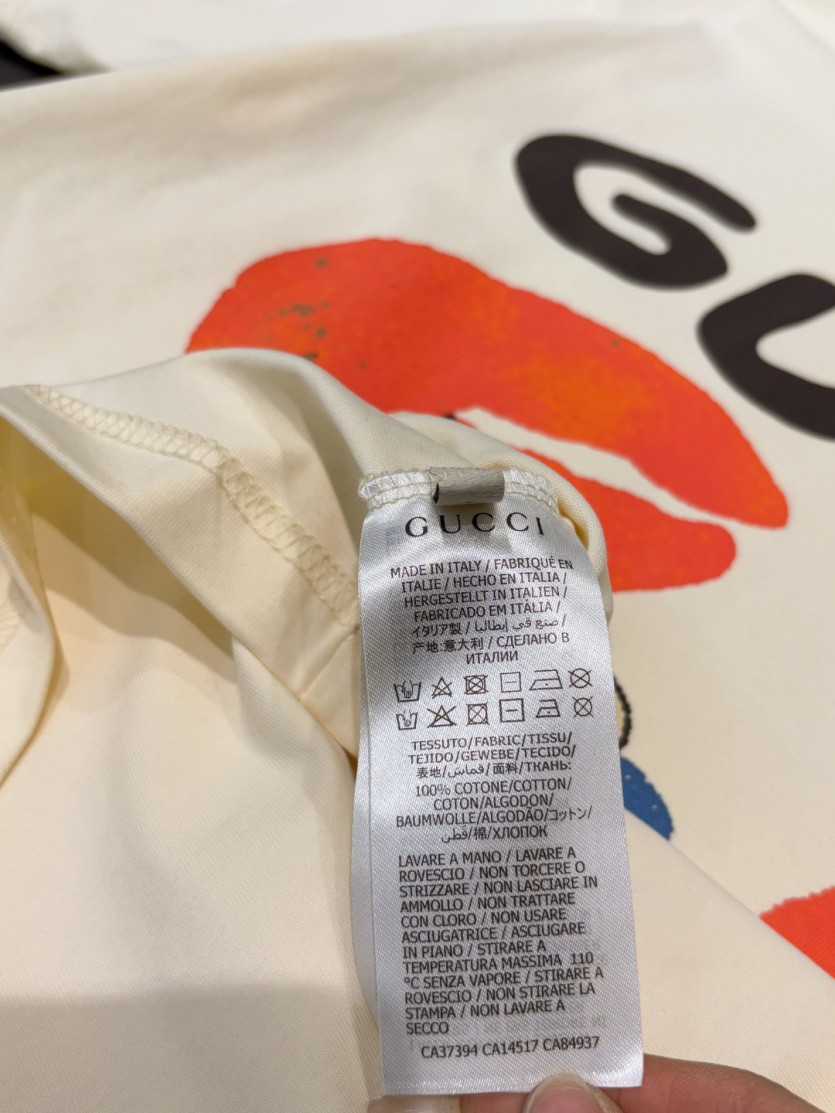 GU
GUCCI
MADE IN ITALY / FABRIQUÉ EN
ITALIE / HECHO EN ITALIA /
HERGESTELLT IN ITALIEN /
FABRICADO EM ITÁLIA /
イタリア製 / صنع في إيطاليا /
产地:意大利 / СДЕЛАНО В
ИТАЛИИ
TESSUTO/FABRIC/TISSU/
TEJIDO/GEWEBE/TECIDO/
表地/قماش/面料/ТКАНЬ:
100% COTONE/COTTON/
COTON/ALGODON/
BAUMWOLLE/ALGODÃO/コットン/
قطن/棉/ХЛОПОК
LAVARE A MANO / LAVARE A
ROVESCIO / NON TORCERE O
STRIZZARE / NON LASCIARE IN
AMMOLLO / NON TRATTARE
CON CLORO / NON USARE
ASCIUGATRICE / ASCIUGARE
IN PIANO / STIRARE A
TEMPERATURA MASSIMA 110
°C SENZA VAPORE / STIRARE A
ROVESCIO / NON STIRARE LA
STAMPA / NON LAVARE A
SECCO
CA37394 CA14517 CA84937